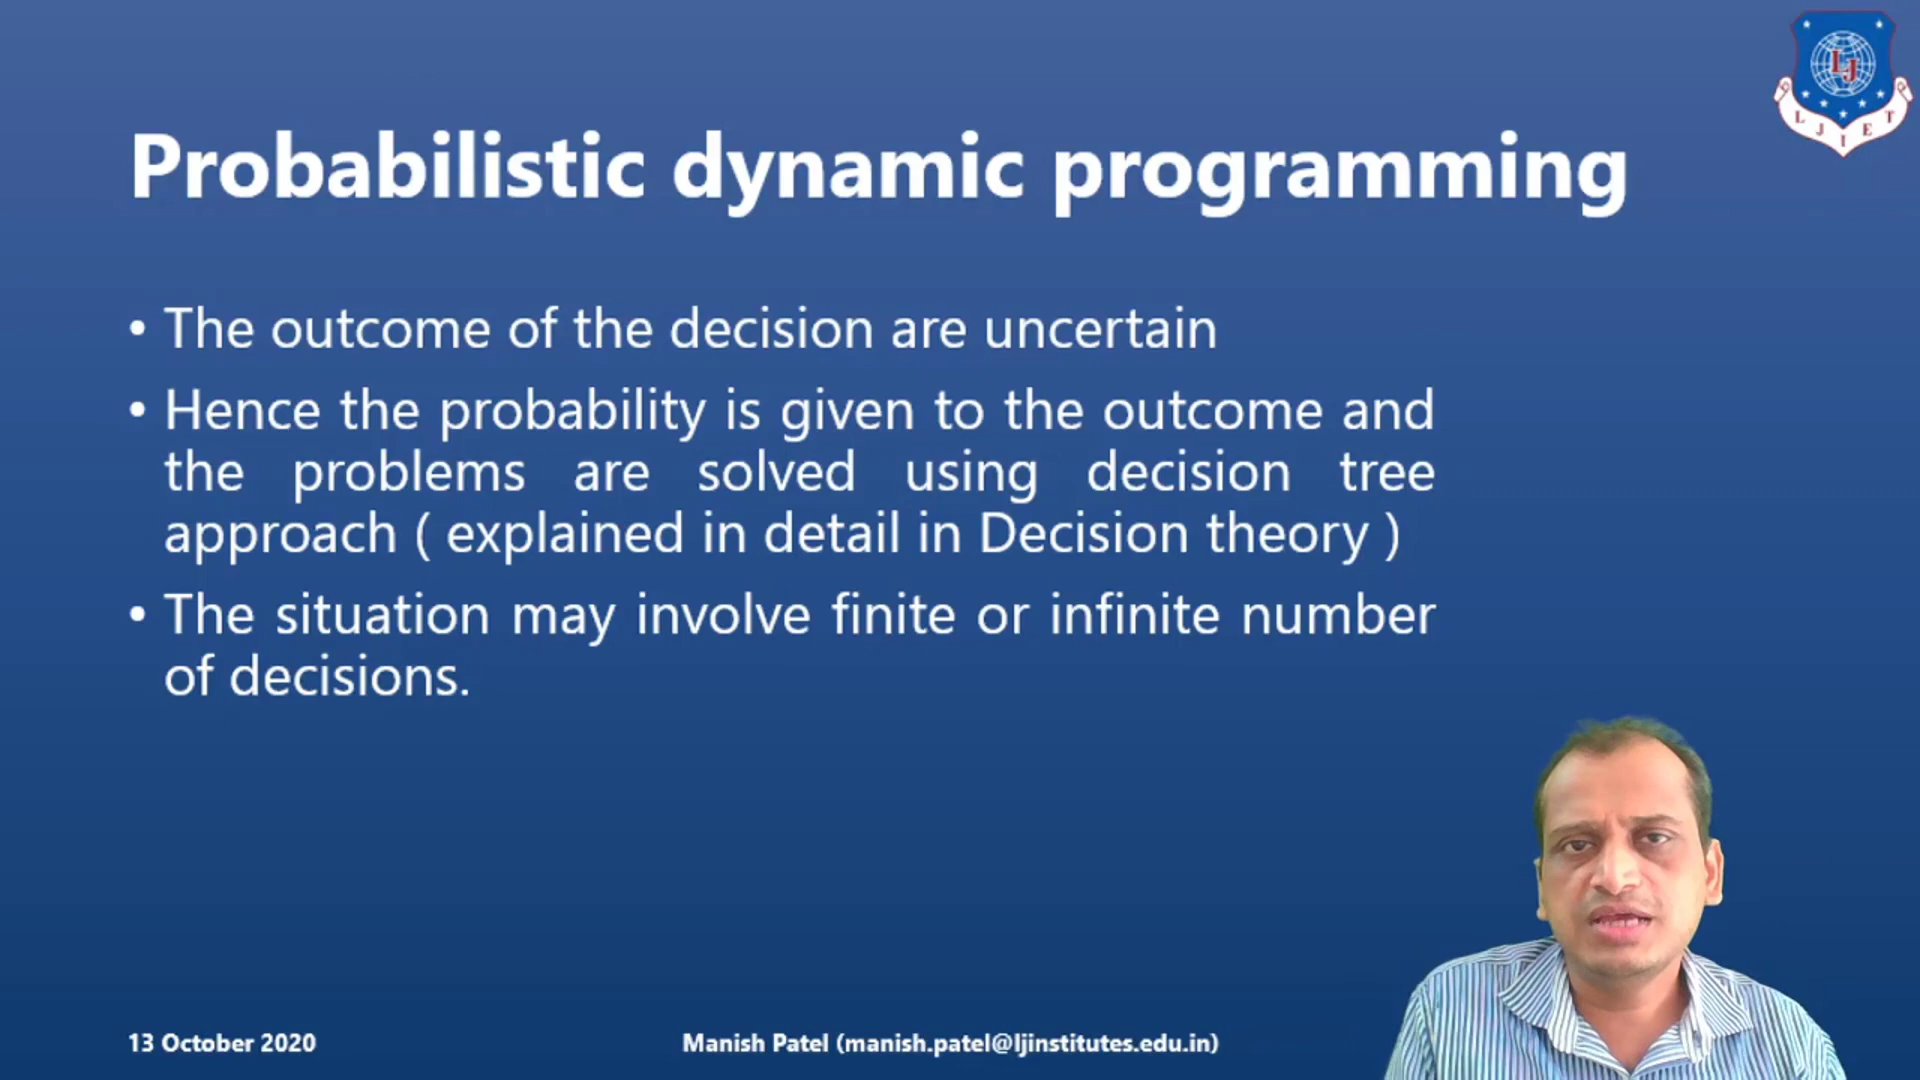 LJ
L J I E T
Probabilistic dynamic programming
• The outcome of the decision are uncertain
• Hence the probability is given to the outcome and
the problems are solved using decision tree
approach ( explained in detail in Decision theory )
• The situation may involve finite or infinite number
of decisions.
13 October 2020
Manish Patel (manish.patel@ljinstitutes.edu.in)